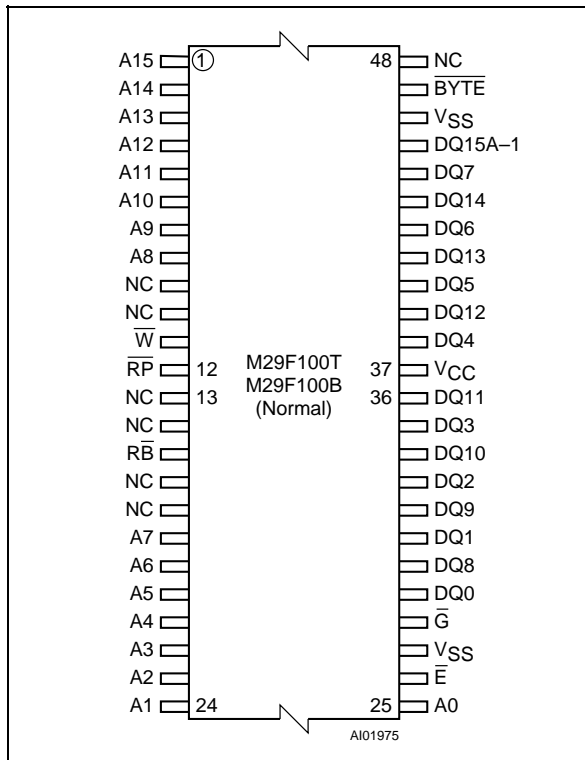 A15 ① 48 NC
A14 B̅Y̅T̅E̅
A13 VSS
A12 DQ15A–1
A11 DQ7
A10 DQ14
A9 DQ6
A8 DQ13
NC DQ5
NC DQ12
W̅ DQ4
R̅P̅ 12 M29F100T 37 VCC
NC 13 M29F100B 36 DQ11
NC (Normal) DQ3
RB̅ DQ10
NC DQ2
NC DQ9
A7 DQ1
A6 DQ8
A5 DQ0
A4 G̅
A3 VSS
A2 E̅
A1 24 25 A0
AI01975